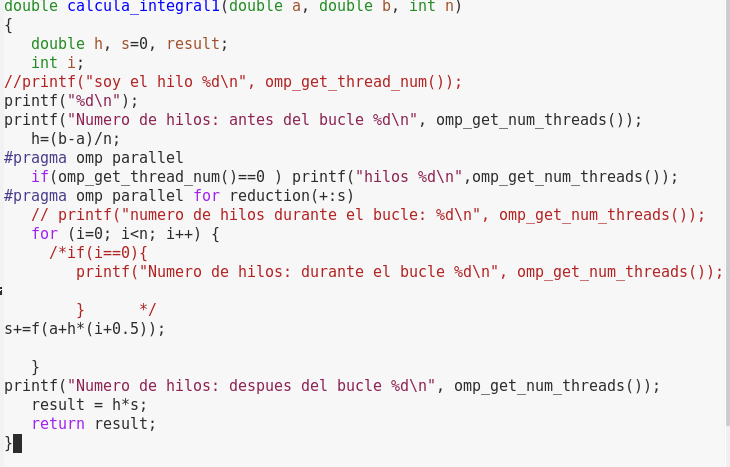 double calcula_integral1(double a, double b, int n)
{
   double h, s=0, result;
   int i;
//printf("soy el hilo %d\n", omp_get_thread_num());
printf("%d\n");
printf("Numero de hilos: antes del bucle %d\n", omp_get_num_threads());
   h=(b-a)/n;
#pragma omp parallel
   if(omp_get_thread_num()==0 ) printf("hilos %d\n",omp_get_num_threads());
#pragma omp parallel for reduction(+:s)
   // printf("numero de hilos durante el bucle: %d\n", omp_get_num_threads());
   for (i=0; i<n; i++) {
     /*if(i==0){
        printf("Numero de hilos: durante el bucle %d\n", omp_get_num_threads());

        }      */
s+=f(a+h*(i+0.5));

   }
printf("Numero de hilos: despues del bucle %d\n", omp_get_num_threads());
   result = h*s;
   return result;
}